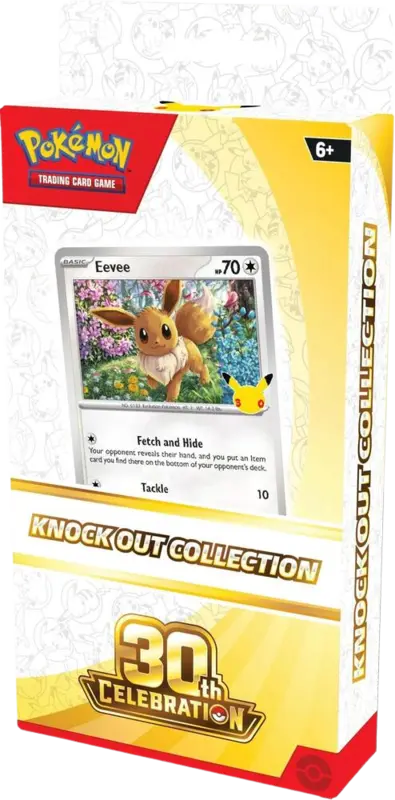 Pokémon
TRADING CARD GAME
6+
BASIC
Eevee
HP 70
Fetch and Hide
Your opponent reveals their hand, and you put an Item
card you find there on the bottom of your opponent's deck.
Tackle
10
KNOCK OUT COLLECTION
30th
CELEBRATION
KNOCK OUT COLLECTION